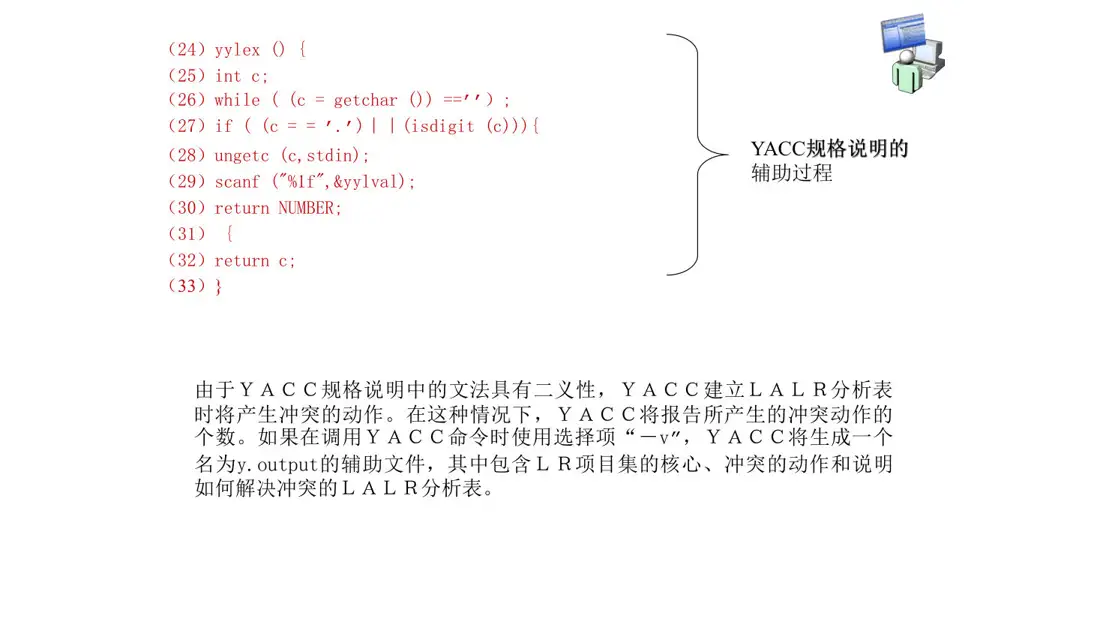 (24) yylex () {
(25) int c;
(26) while ( (c = getchar ()) ==’’) ;
(27) if ( (c = = ’.’)||(isdigit (c))){
(28) ungetc (c,stdin);
(29) scanf (″%1f″,&yylval);
(30) return NUMBER;
(31) {
(32) return c;
(33) }
YACC规格说明的
辅助过程
由于ＹＡＣＣ规格说明中的文法具有二义性，ＹＡＣＣ建立ＬＡＬＲ分析表
时将产生冲突的动作。在这种情况下，ＹＡＣＣ将报告所产生的冲突动作的
个数。如果在调用ＹＡＣＣ命令时使用选择项“－v″，ＹＡＣＣ将生成一个
名为y.output的辅助文件，其中包含ＬＲ项目集的核心、冲突的动作和说明
如何解决冲突的ＬＡＬＲ分析表。